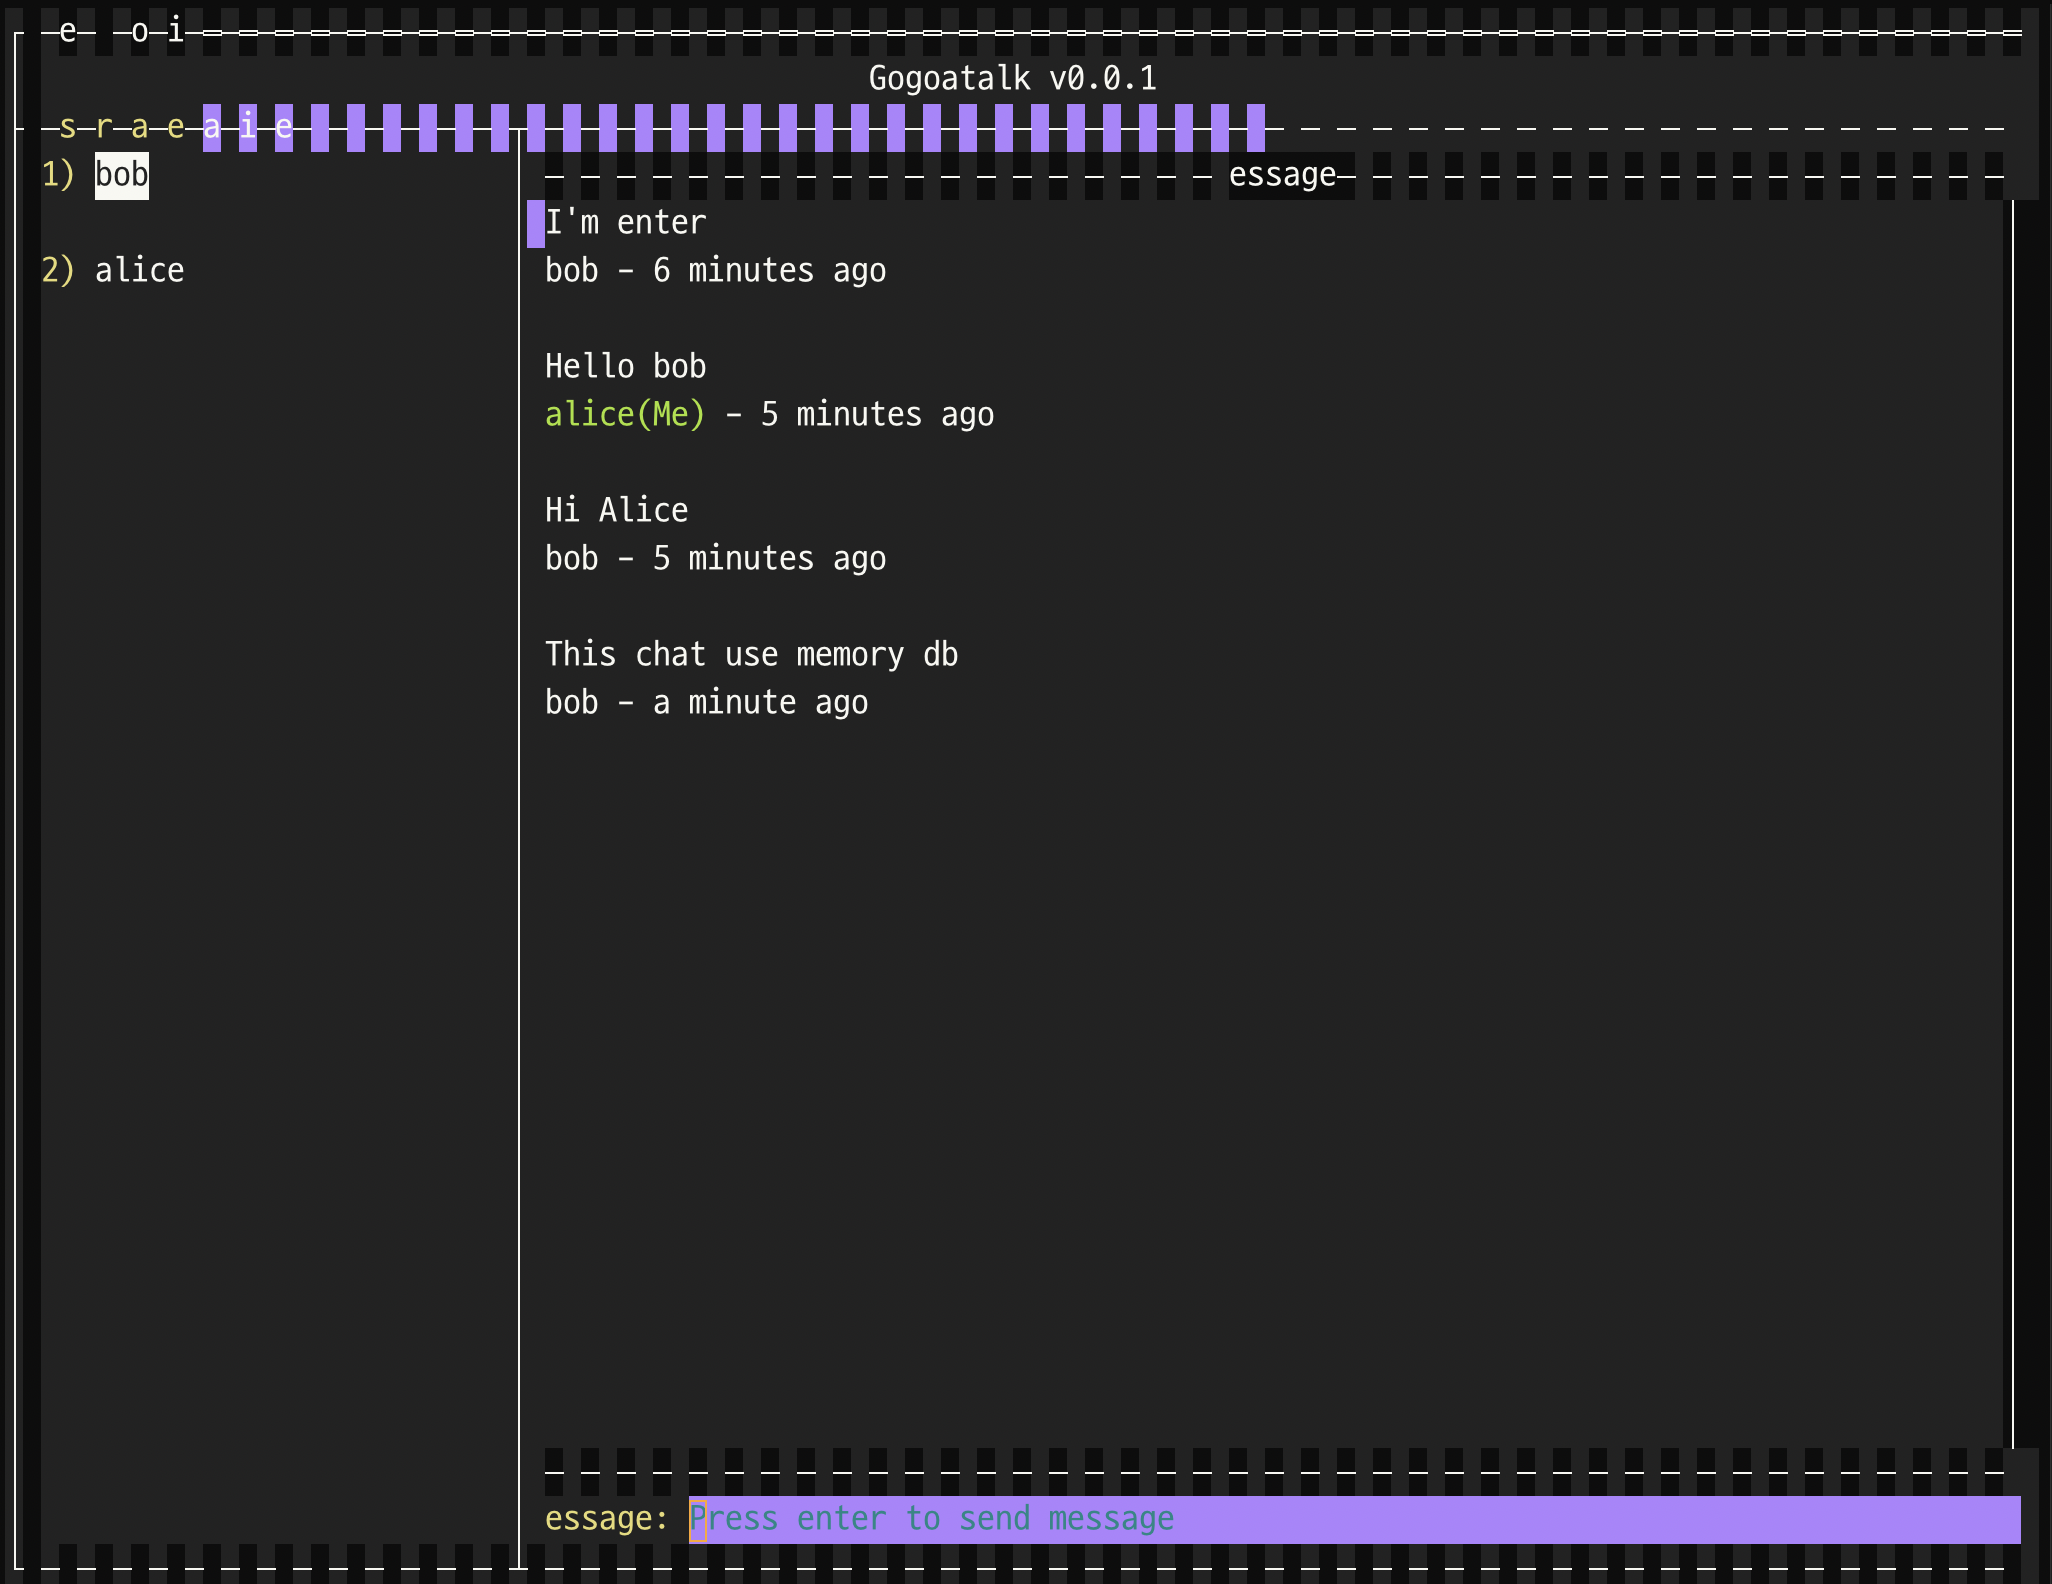 e o i
Gogoatalk v0.0.1
s r a e a i e
1) bob
essage
I'm enter
2) alice
bob - 6 minutes ago
Hello bob
alice(Me) - 5 minutes ago
Hi Alice
bob - 5 minutes ago
This chat use memory db
bob - a minute ago
essage: Press enter to send message